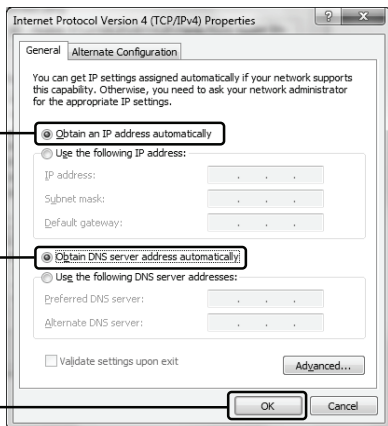 Internet Protocol Version 4 (TCP/IPv4) Properties
General
Alternate Configuration
You can get IP settings assigned automatically if your network supports
this capability. Otherwise, you need to ask your network administrator
for the appropriate IP settings.
Obtain an IP address automatically
Use the following IP address:
IP address:
Subnet mask:
Default gateway:
Obtain DNS server address automatically
Use the following DNS server addresses:
Preferred DNS server:
Alternate DNS server:
Validate settings upon exit
Advanced...
OK
Cancel